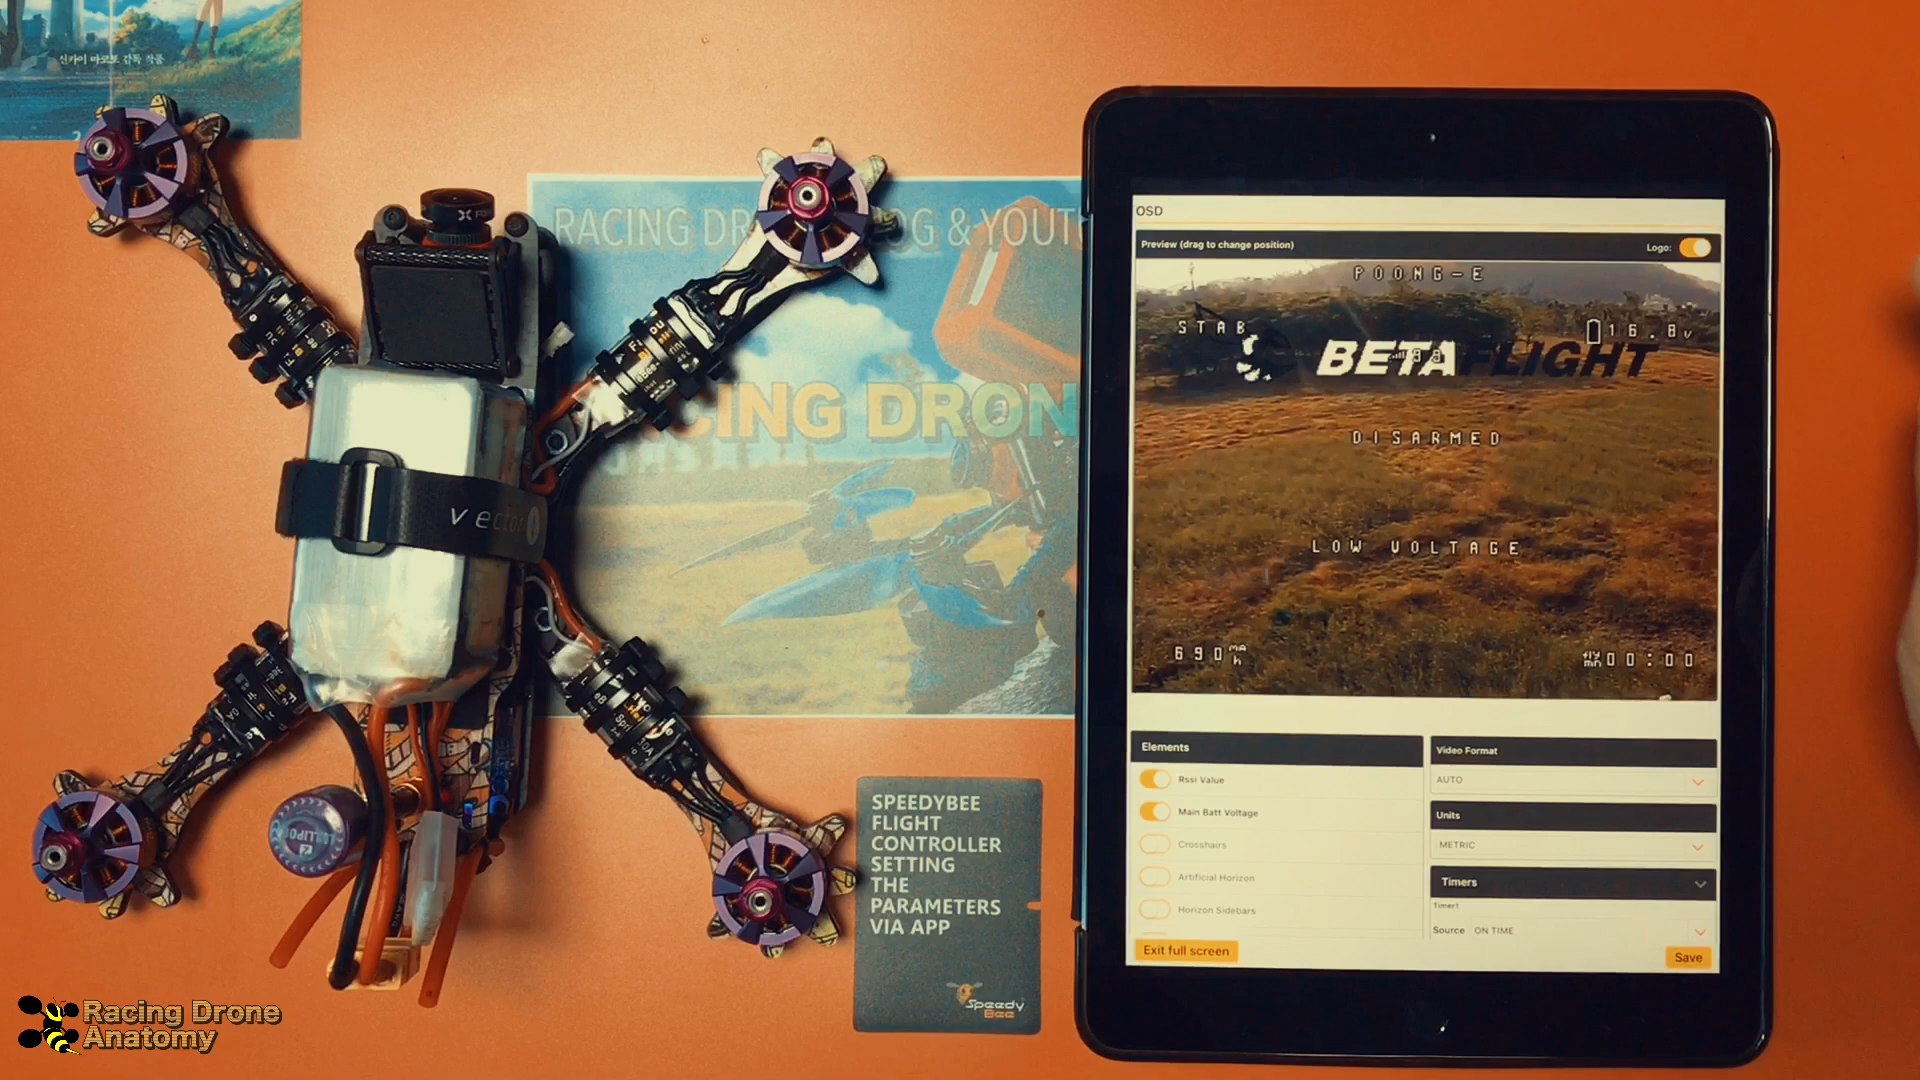 신카이 마코토 감독 작품
RACING DR
G & YOUT
CING DRON
vector
SPEEDYBEE
FLIGHT
CONTROLLER
SETTING
THE
PARAMETERS
VIA APP
Speedy
Bee
Racing Drone
Anatomy
OSD
Preview (drag to change position)
Logo:
POONG-E
STAB
16.8v
BETAFLIGHT
DISARMED
LOW VOLTAGE
690mAh
fly mn 00:00
Elements
Rssi Value
Main Batt Voltage
Crosshairs
Artificial Horizon
Horizon Sidebars
Exit full screen
Video Format
AUTO
Units
METRIC
Timers
Timer1
Source ON TIME
Save